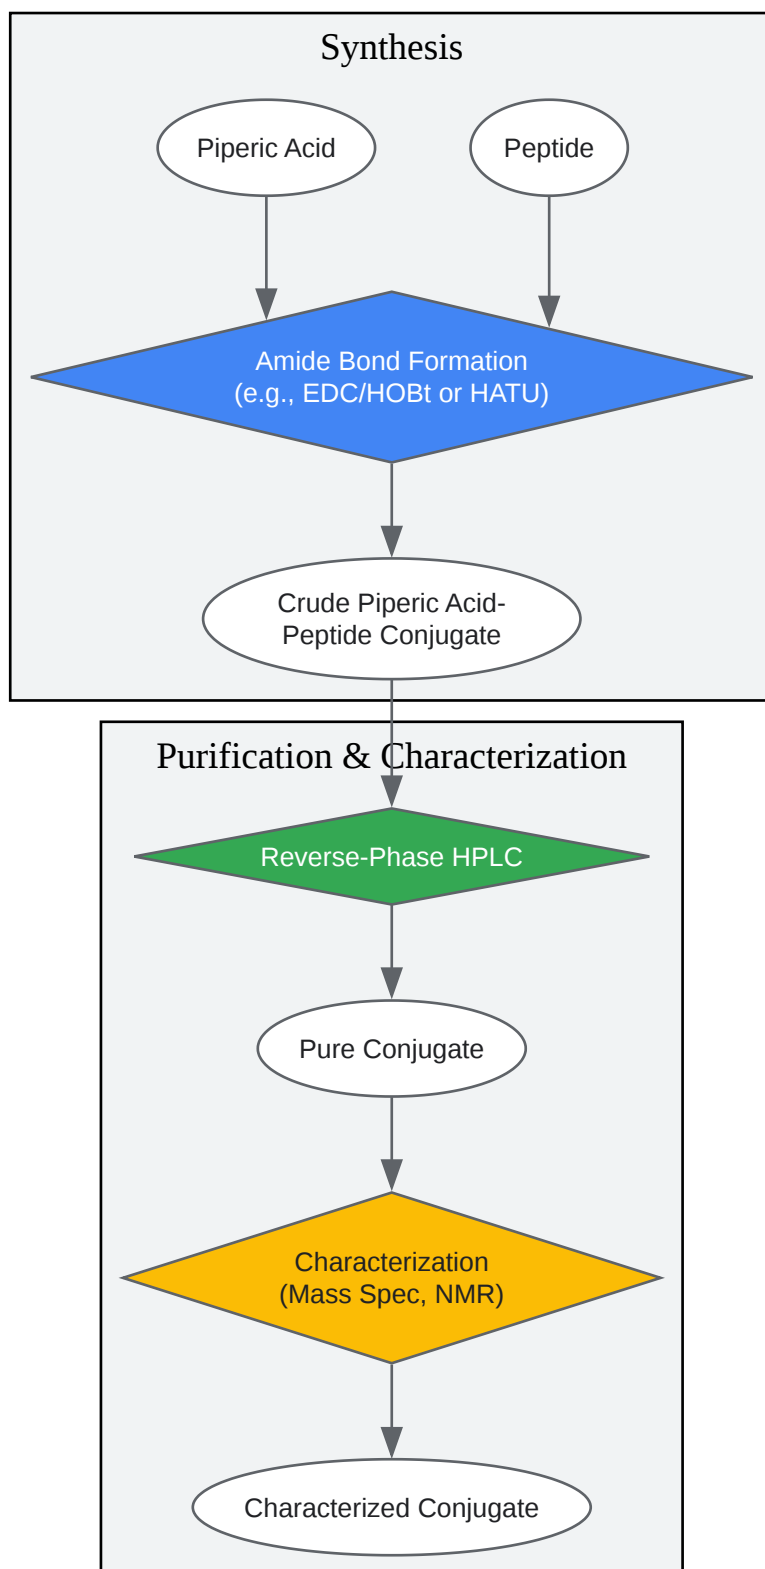 Synthesis
Piperic Acid
Peptide
Amide Bond Formation
(e.g., EDC/HOBt or HATU)
Crude Piperic Acid-
Peptide Conjugate
Purification & Characterization
Reverse-Phase HPLC
Pure Conjugate
Characterization
(Mass Spec, NMR)
Characterized Conjugate